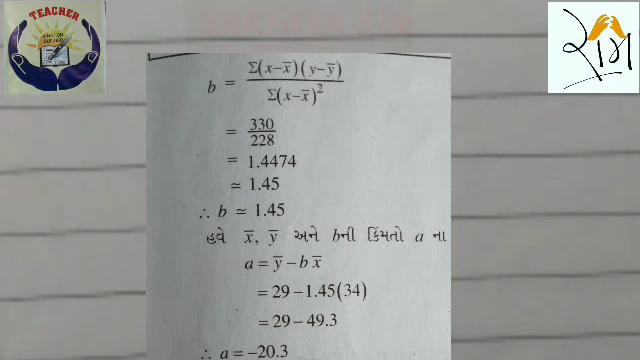 TEACHER
રામ
b = Σ(x–x̅)(y–y̅) / Σ(x–x̅)²
= 330 / 228
= 1.4474
≃ 1.45
∴ b ≃ 1.45
હવે x̅, y̅ અને bની કિંમતો a ના
a = y̅ – b x̅
= 29 – 1.45(34)
= 29 – 49.3
∴ a = –20.3